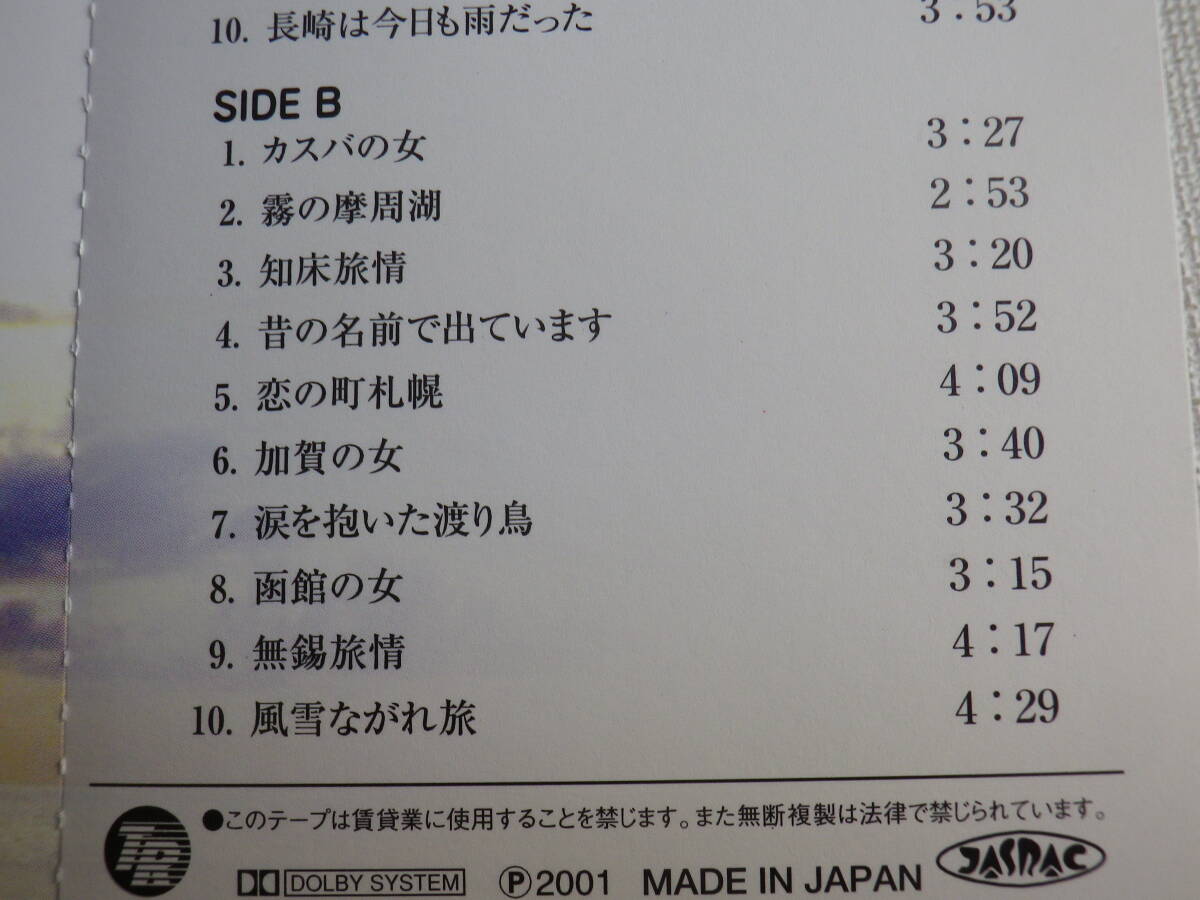 10. 長崎は今日も雨だった 3:53
SIDE B
1. カスバの女 3:27
2. 霧の摩周湖 2:53
3. 知床旅情 3:20
4. 昔の名前で出ています 3:52
5. 恋の町札幌 4:09
6. 加賀の女 3:40
7. 涙を抱いた渡り鳥 3:32
8. 函館の女 3:15
9. 無錫旅情 4:17
10. 風雪ながれ旅 4:29
●このテープは賃貸業に使用することを禁じます。また無断複製は法律で禁じられています。
DOLBY SYSTEM Ⓟ2001 MADE IN JAPAN JASRAC